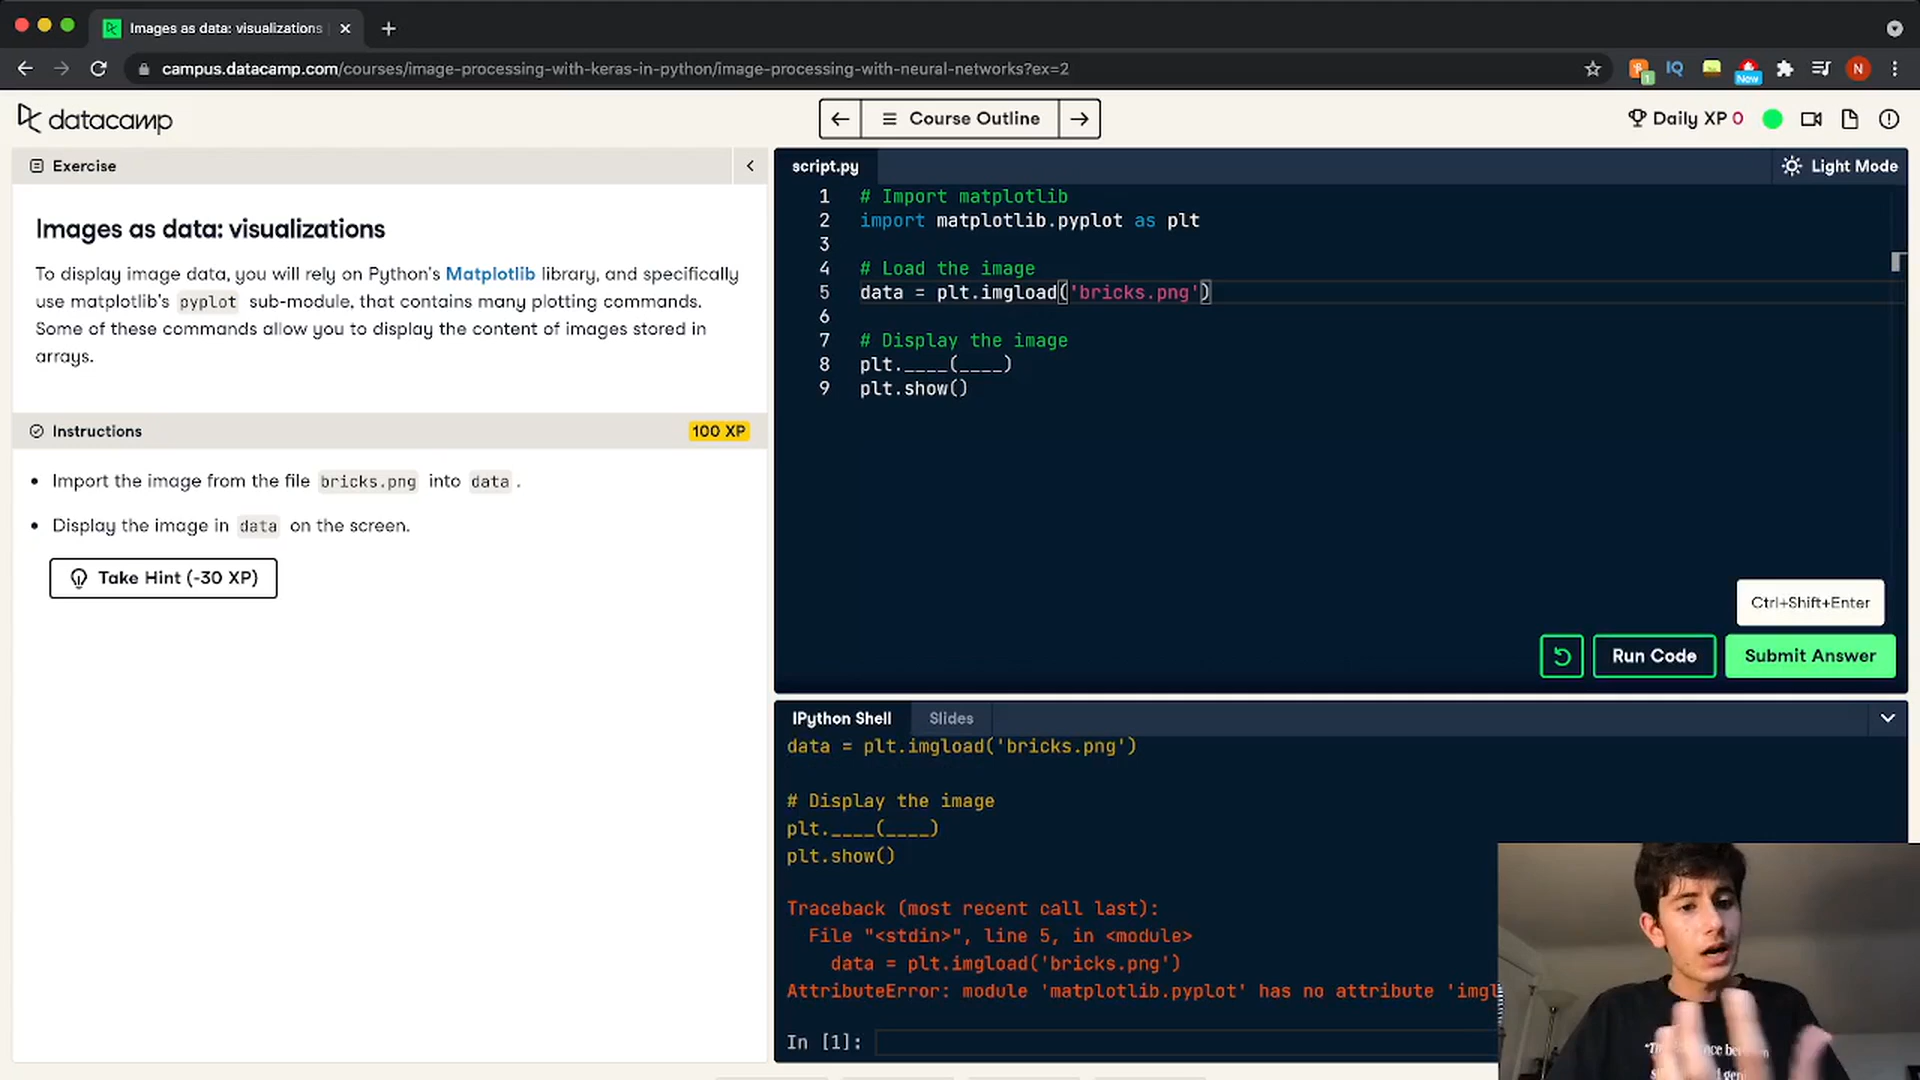 Images as data: visualizations
campus.datacamp.com/courses/image-processing-with-keras-in-python/image-processing-with-neural-networks?ex=2
1
IQ
New
N
datacamp
Course Outline
Daily XP 0
Exercise
Images as data: visualizations
To display image data, you will rely on Python's Matplotlib library, and specifically
use matplotlib's pyplot sub-module, that contains many plotting commands.
Some of these commands allow you to display the content of images stored in
arrays.
Instructions
100 XP
Import the image from the file bricks.png into data.
Display the image in data on the screen.
Take Hint (-30 XP)
script.py
Light Mode
1 # Import matplotlib
2 import matplotlib.pyplot as plt
3
4 # Load the image
5 data = plt.imgload('bricks.png')
6
7 # Display the image
8 plt.____(____)
9 plt.show()
Ctrl+Shift+Enter
Run Code
Submit Answer
IPython Shell
Slides
data = plt.imgload('bricks.png')
# Display the image
plt.____(____)
plt.show()
Traceback (most recent call last):
File "<stdin>", line 5, in <module>
data = plt.imgload('bricks.png')
AttributeError: module 'matplotlib.pyplot' has no attribute 'imgl
In [1]: